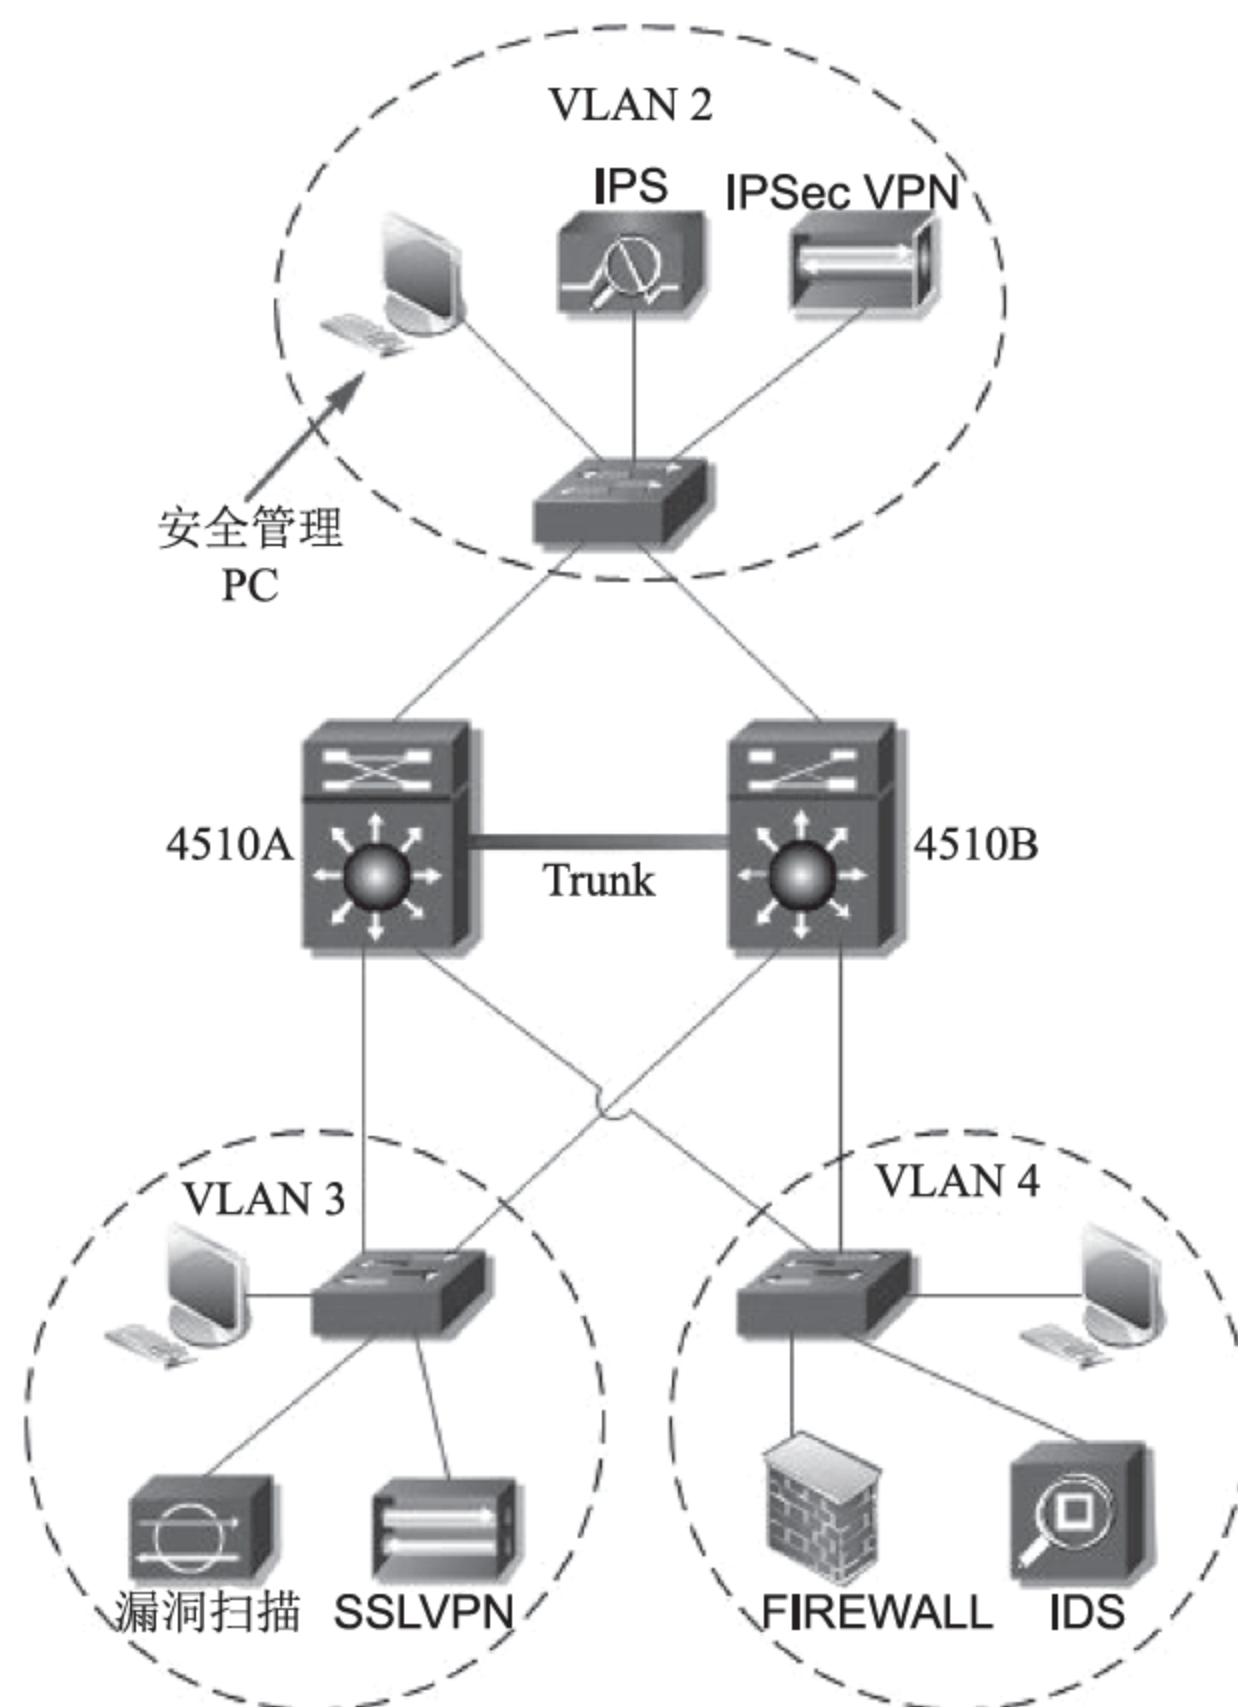 VLAN 2
IPS
IPSec VPN
安全管理
PC
4510A
Trunk
4510B
VLAN 3
VLAN 4
漏洞扫描
SSLVPN
FIREWALL
IDS